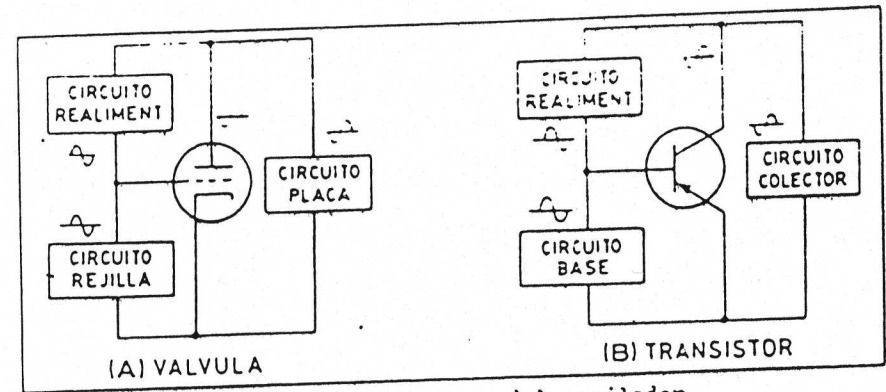 CIRCUITO
REALIMENT
CIRCUITO
PLACA
CIRCUITO
REJILLA
(A) VALVULA
CIRCUITO
REALIMENT
CIRCUITO
COLECTOR
CIRCUITO
BASE
(B) TRANSISTOR